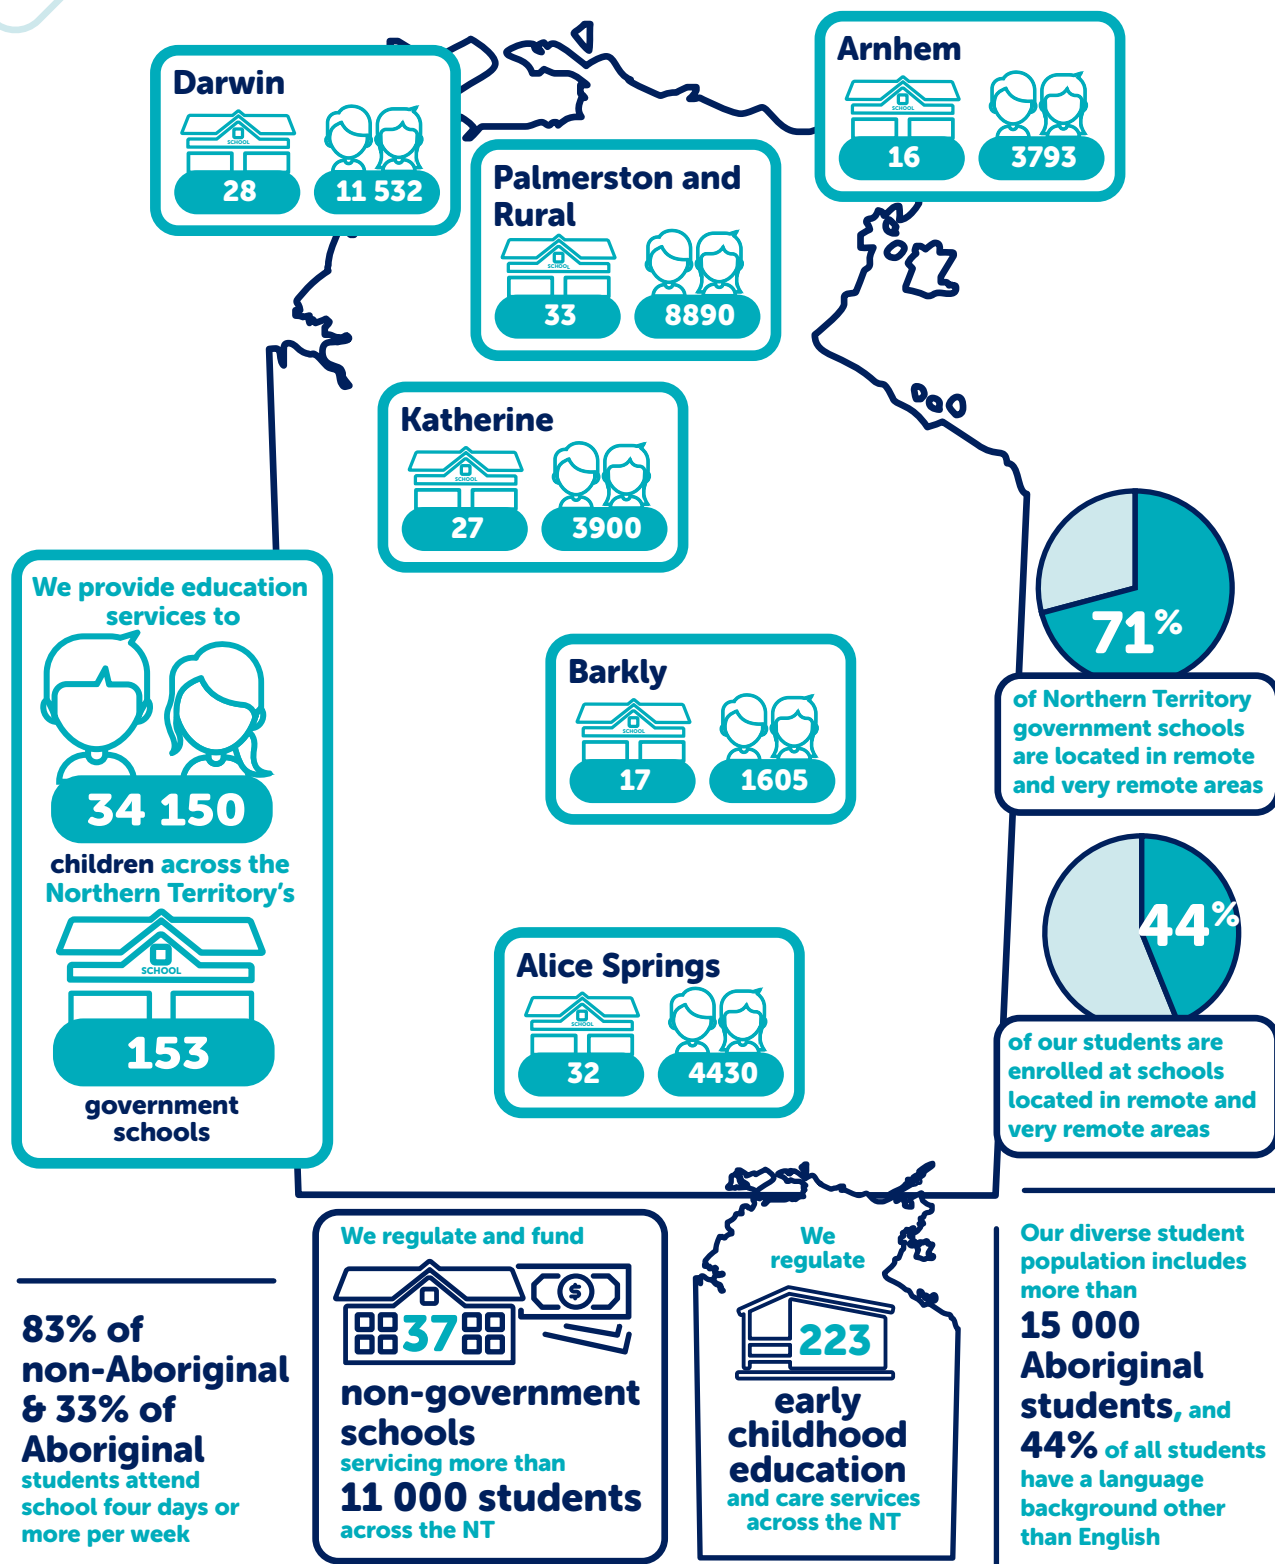 Darwin
SCHOOL
28
11 532
Arnhem
SCHOOL
16
3793
Palmerston and
Rural
SCHOOL
33
8890
Katherine
SCHOOL
27
3900
We provide education
services to
34 150
children across the
Northern Territory's
SCHOOL
153
government
schools
Barkly
SCHOOL
17
1605
71%
of Northern Territory
government schools
are located in remote
and very remote areas
Alice Springs
SCHOOL
32
4430
44%
of our students are
enrolled at schools
located in remote and
very remote areas
83% of
non-Aboriginal
& 33% of
Aboriginal
students attend
school four days or
more per week
We regulate and fund
$
37
non-government
schools
servicing more than
11 000 students
across the NT
We
regulate
223
early
childhood
education
and care services
across the NT
Our diverse student
population includes
more than
15 000
Aboriginal
students, and
44% of all students
have a language
background other
than English